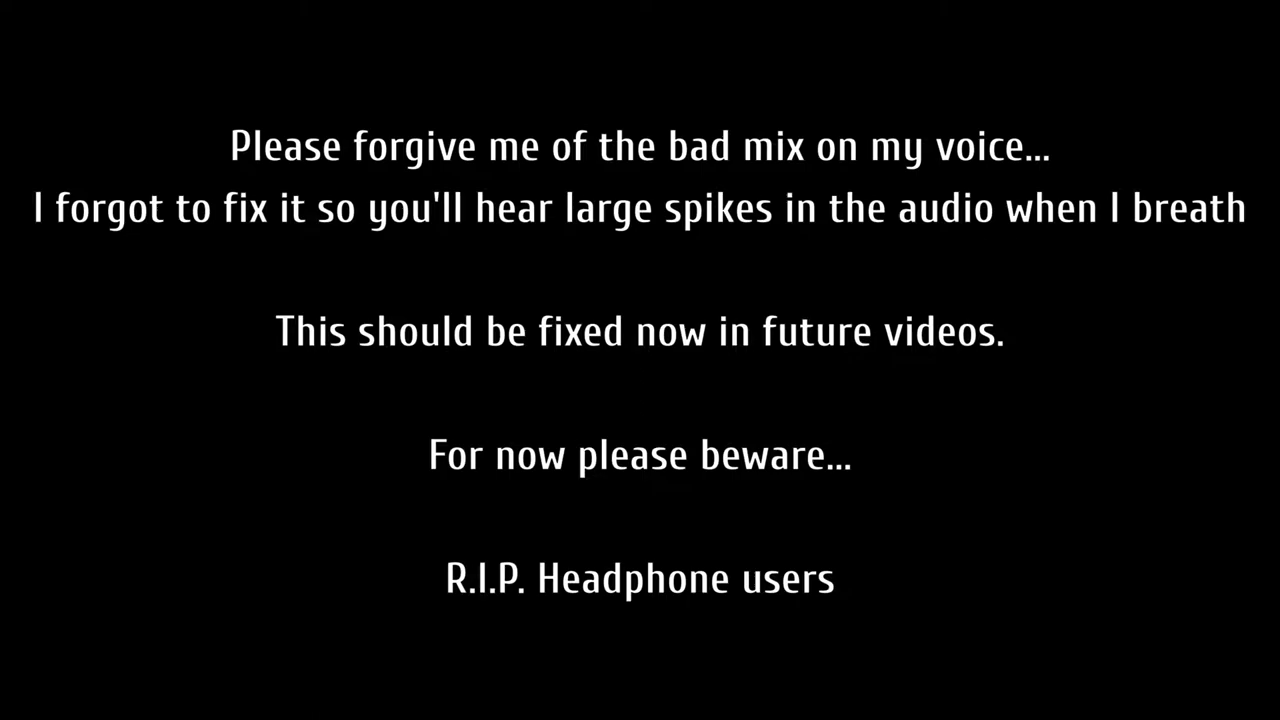 Please forgive me of the bad mix on my voice...
I forgot to fix it so you'll hear large spikes in the audio when I breath
This should be fixed now in future videos.
For now please beware...
R.I.P. Headphone users